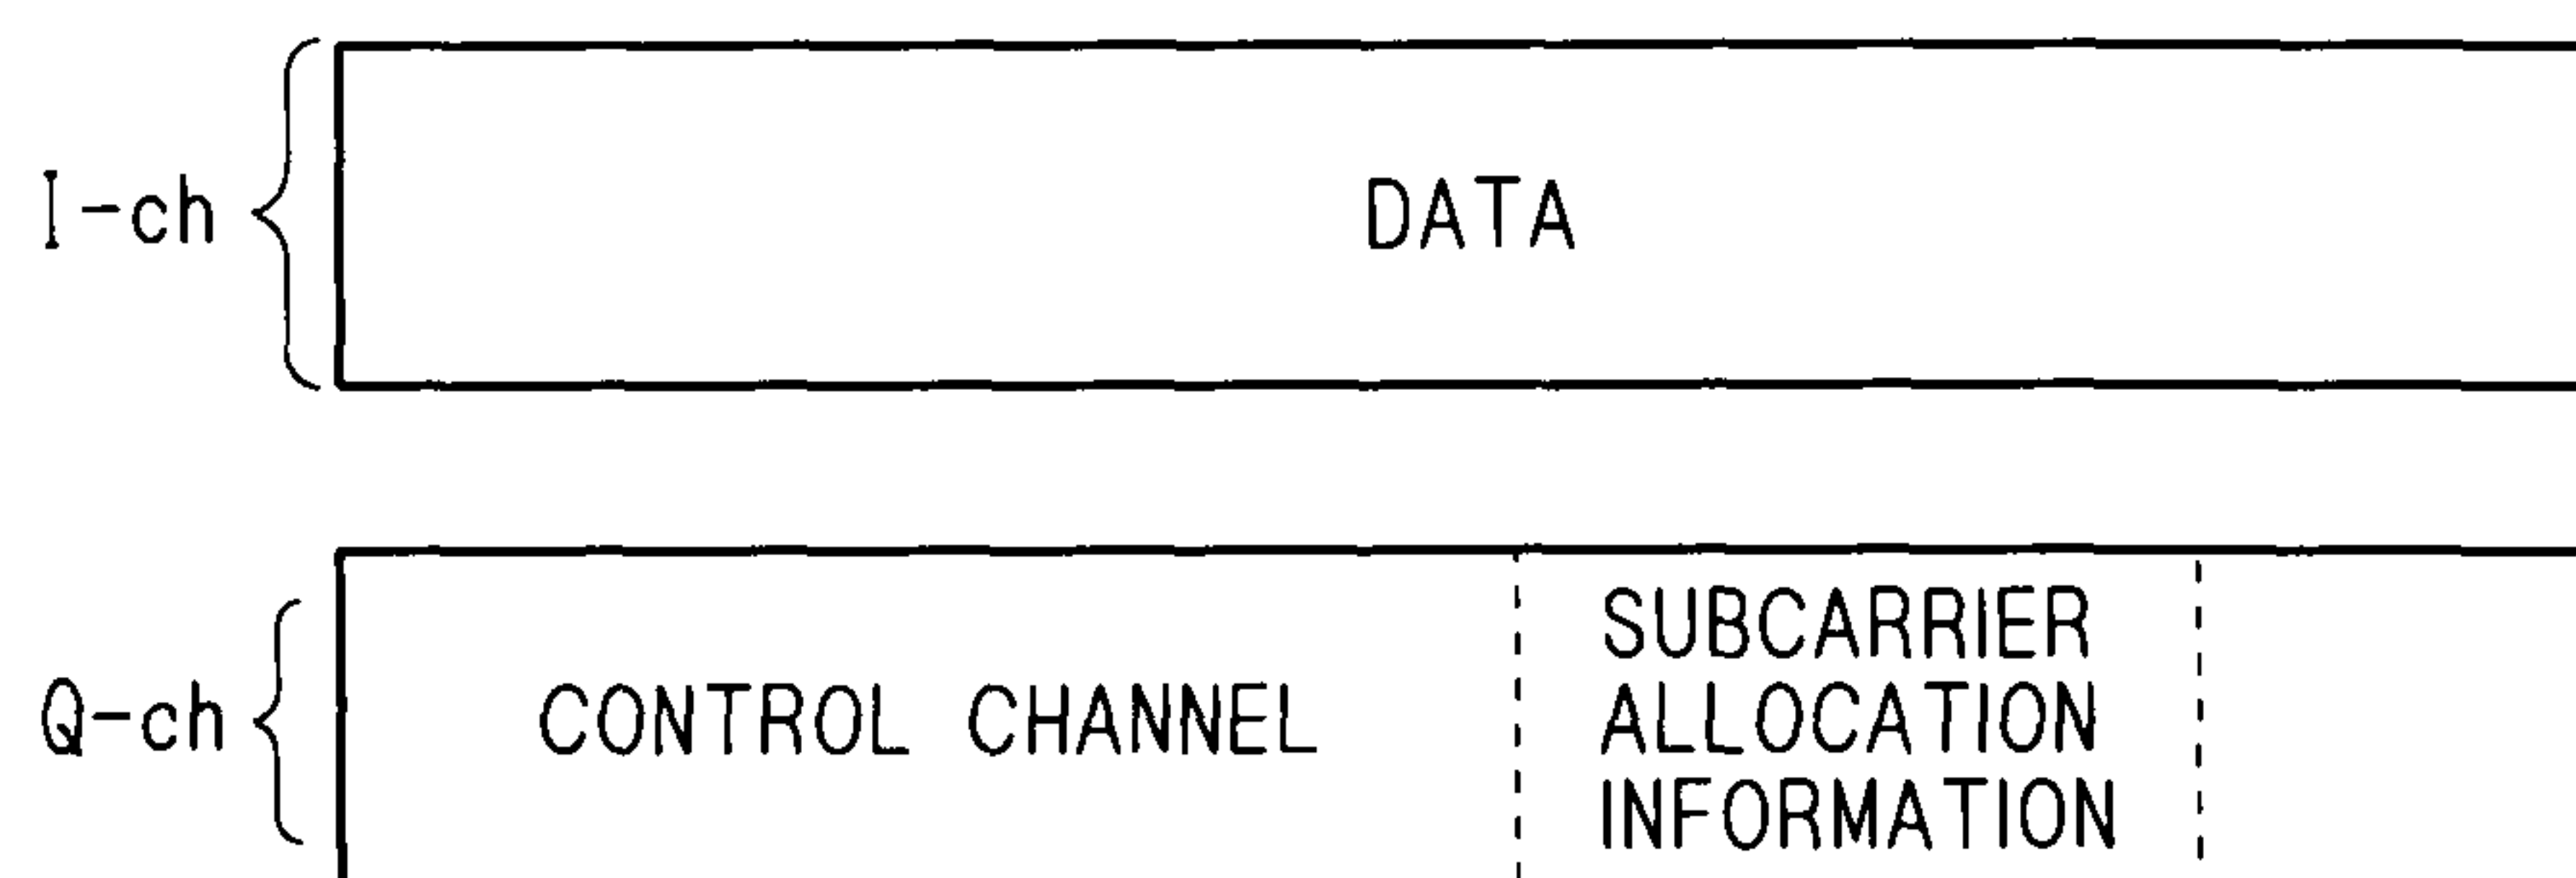 I-ch
DATA
Q-ch
CONTROL CHANNEL
SUBCARRIER
ALLOCATION
INFORMATION